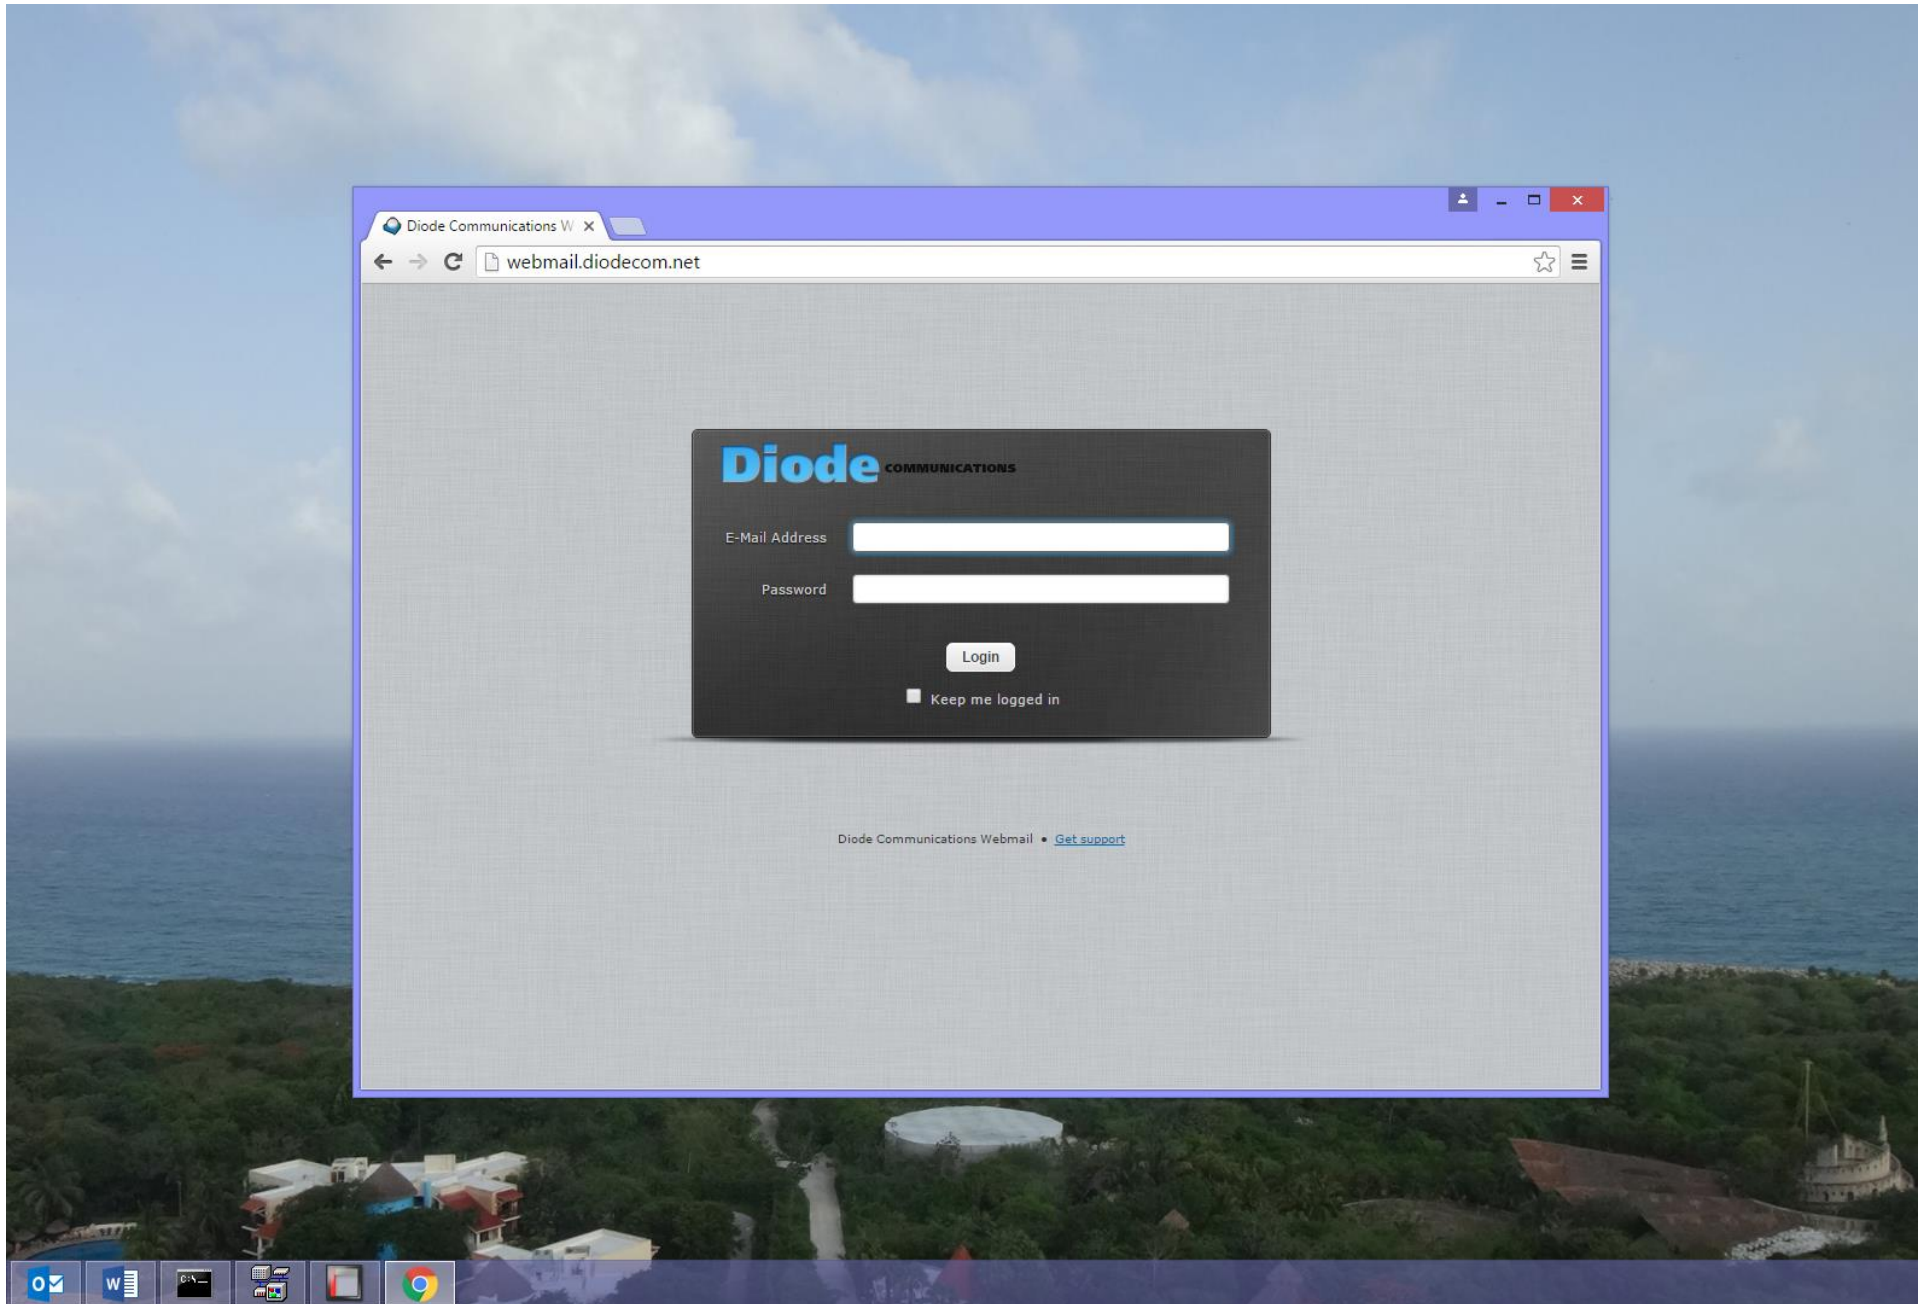 Diode Communications W
webmail.diodecom.net
Diode COMMUNICATIONS
E-Mail Address
Password
Login
Keep me logged in
Diode Communications Webmail • Get support
C:\_